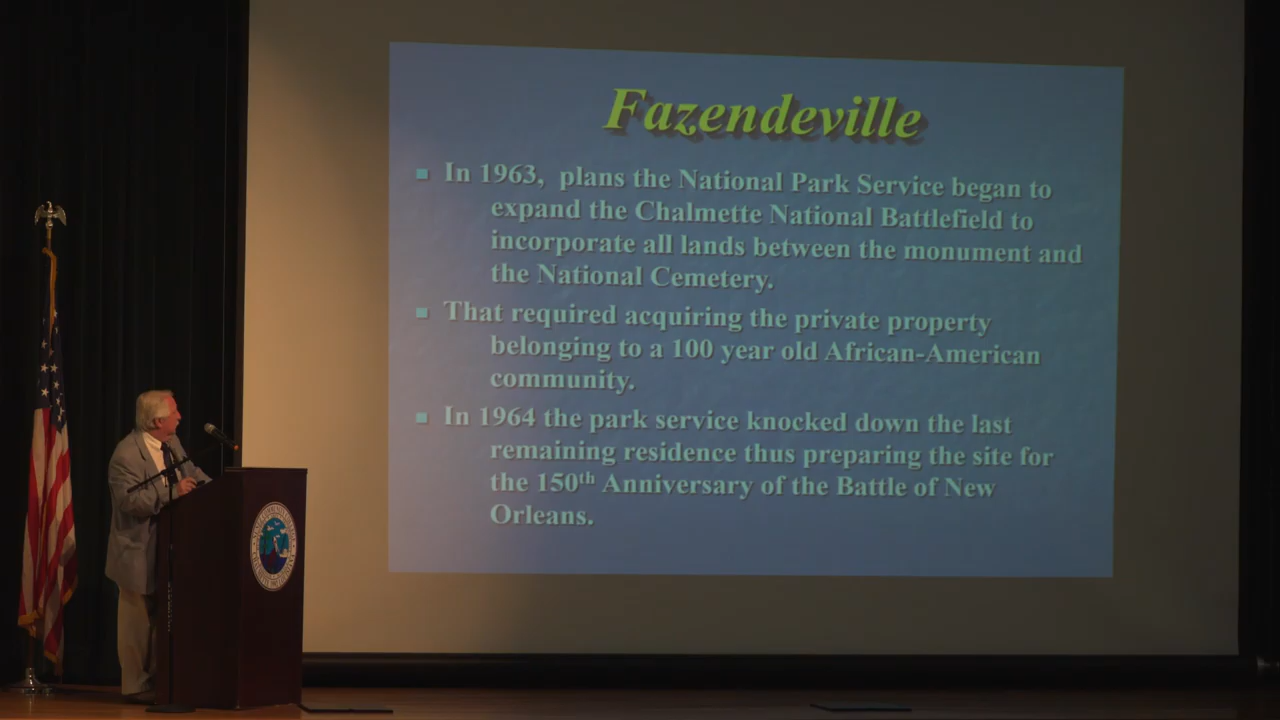 Fazendeville
▪ In 1963, plans the National Park Service began to
expand the Chalmette National Battlefield to
incorporate all lands between the monument and
the National Cemetery.
▪ That required acquiring the private property
belonging to a 100 year old African-American
community.
▪ In 1964 the park service knocked down the last
remaining residence thus preparing the site for
the 150th Anniversary of the Battle of New
Orleans.